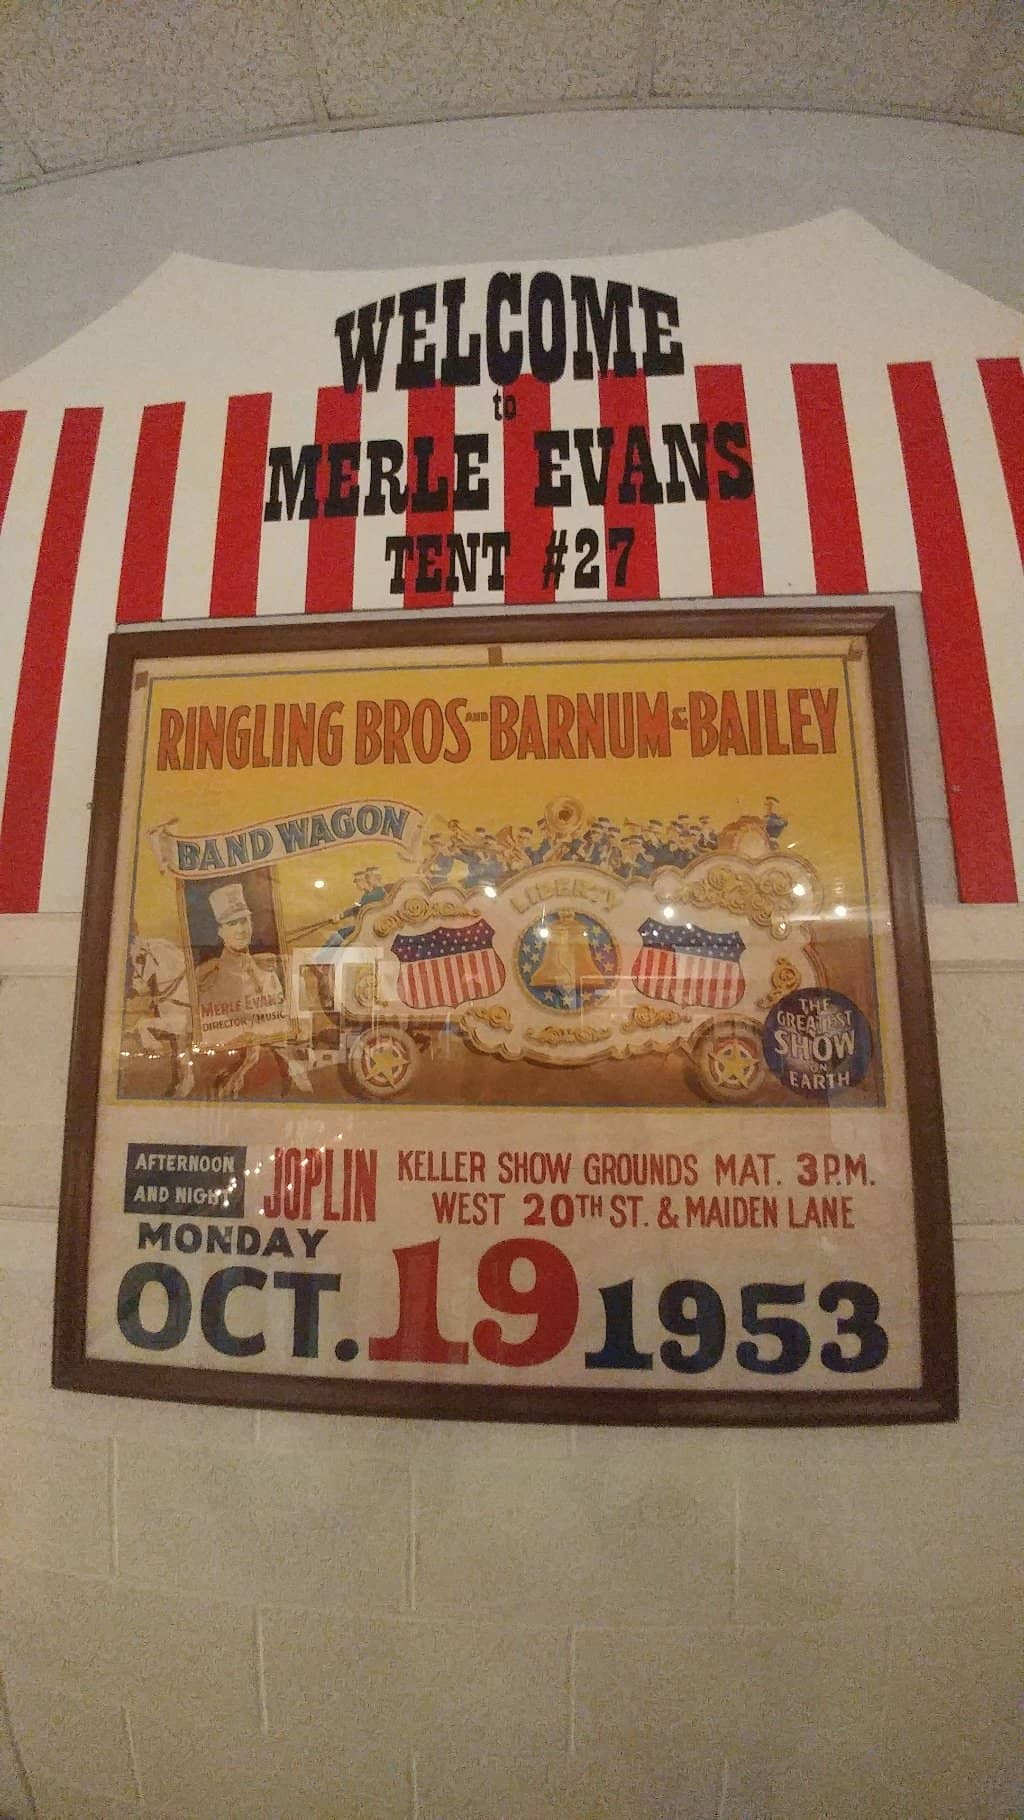 WELCOME
to
MERLE EVANS
TENT #27
RINGLING BROS AND BARNUM & BAILEY
BAND WAGON
LIBERTY
MERLE EVANS
DIRECTOR/MUSIC
THE
GREATEST
SHOW
ON
EARTH
AFTERNOON
AND NIGHT
JOPLIN
KELLER SHOW GROUNDS MAT. 3 P.M.
WEST 20TH ST. & MAIDEN LANE
MONDAY
OCT. 19 1953